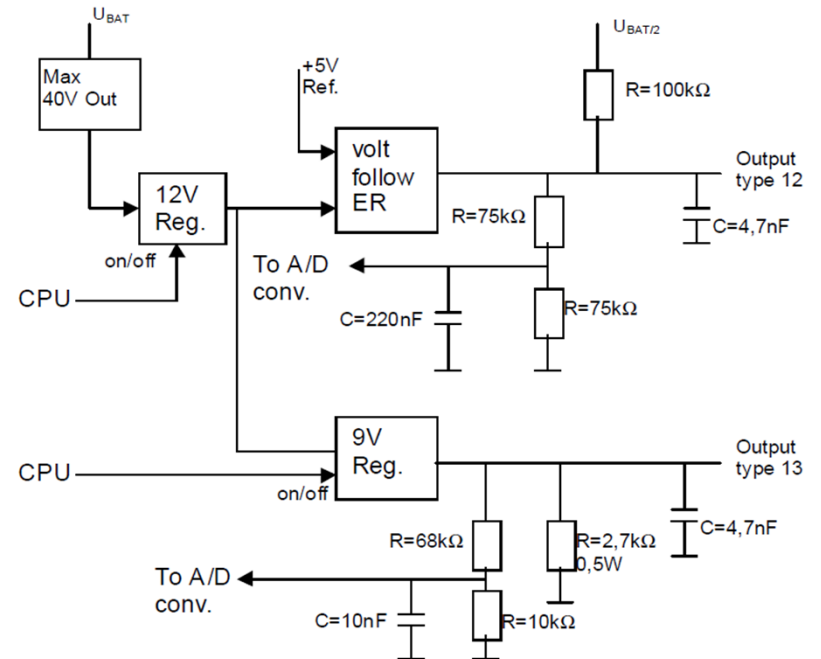 U_BAT
U_BAT/2
Max
40V Out
+5V
Ref.
R=100kΩ
volt
follow
ER
Output
type 12
12V
Reg.
R=75kΩ
C=4,7nF
on/off
To A/D
conv.
CPU
C=220nF
R=75kΩ
9V
Reg.
Output
type 13
CPU
on/off
C=4,7nF
R=68kΩ
R=2,7kΩ
0,5W
To A/D
conv.
C=10nF
R=10kΩ